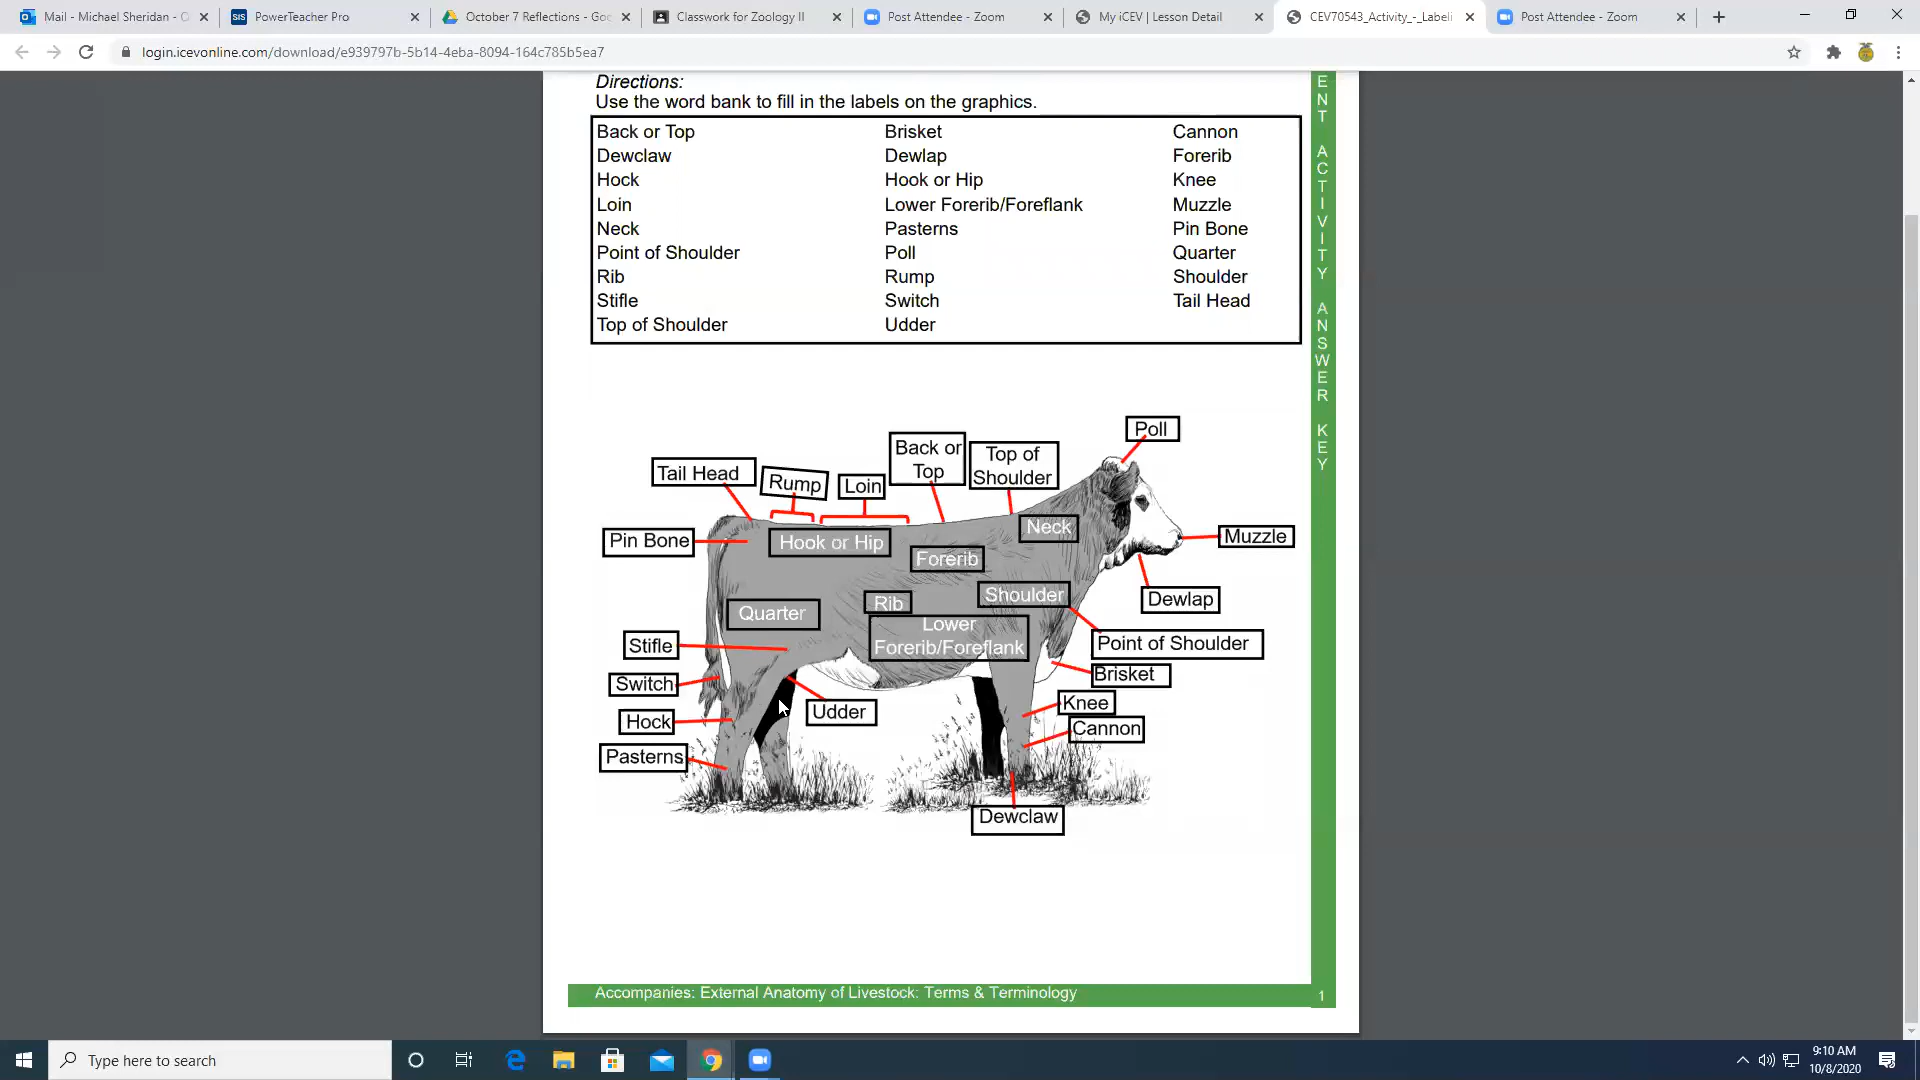 Mail - Michael Sheridan - O
PowerTeacher Pro
October 7 Reflections - Goo
Classwork for Zoology II
Post Attendee - Zoom
My iCEV | Lesson Detail
CEV70543_Activity_-_Labeli
Post Attendee - Zoom
login.icevonline.com/download/e939797b-5b14-4eba-8094-164c785b5ea7
Directions:
Use the word bank to fill in the labels on the graphics.
Back or Top Brisket Cannon
Dewclaw Dewlap Forerib
Hock Hook or Hip Knee
Loin Lower Forerib/Foreflank Muzzle
Neck Pasterns Pin Bone
Point of Shoulder Poll Quarter
Rib Rump Shoulder
Stifle Switch Tail Head
Top of Shoulder Udder
ENT ACTIVITY ANSWER KEY
Poll
Back or
Top
Top of
Shoulder
Tail Head
Rump
Loin
Neck
Pin Bone
Hook or Hip
Muzzle
Forerib
Shoulder
Dewlap
Rib
Quarter
Lower
Forerib/Foreflank
Point of Shoulder
Stifle
Brisket
Switch
Knee
Udder
Hock
Cannon
Pasterns
Dewclaw
Accompanies: External Anatomy of Livestock: Terms & Terminology
1
Type here to search
9:10 AM
10/8/2020
SIS